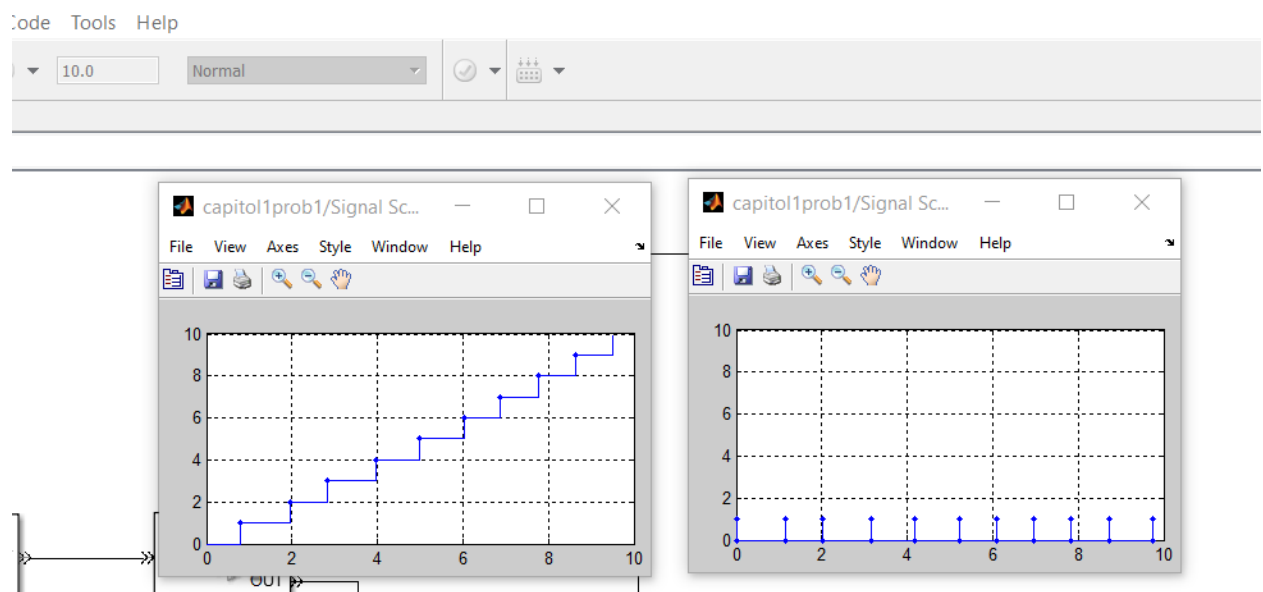 Code Tools Help
10.0 Normal
capitol1prob1/Signal Sc...
File View Axes Style Window Help
10
8
6
4
2
0
0 2 4 6 8 10
capitol1prob1/Signal Sc...
File View Axes Style Window Help
10
8
6
4
2
0
0 2 4 6 8 10
OUT